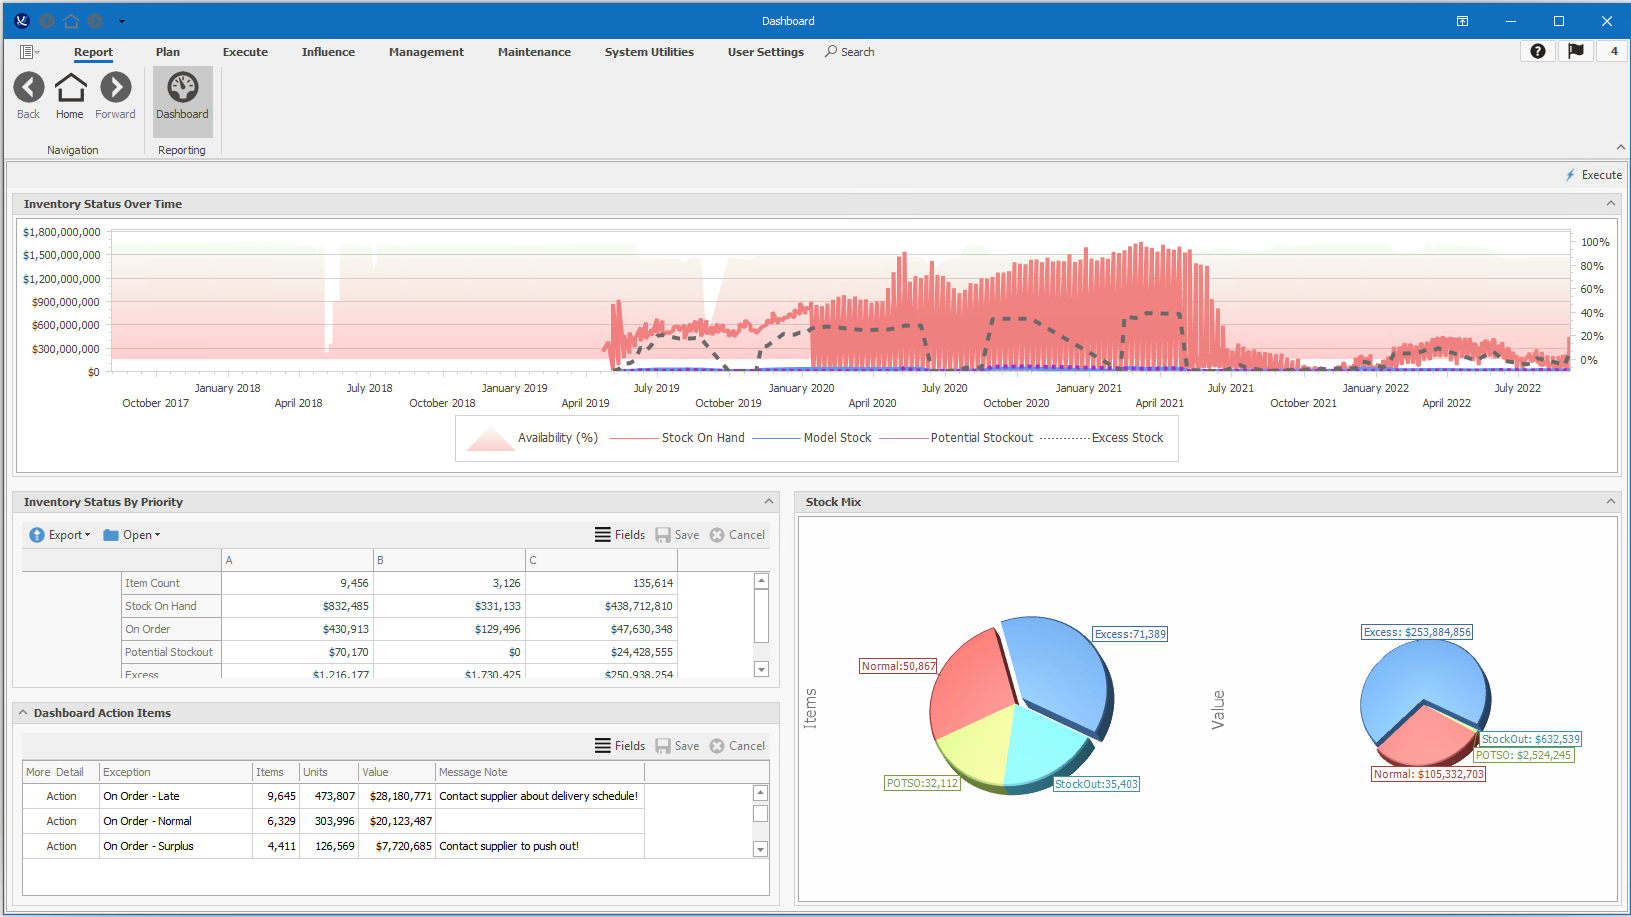 Dashboard
Report Plan Execute Influence Management Maintenance System Utilities User Settings Search 4
Back Home Forward Dashboard
Navigation Reporting
Execute
Inventory Status Over Time
$1,800,000,000
$1,500,000,000
$1,200,000,000
$900,000,000
$600,000,000
$300,000,000
$0
100%
80%
60%
40%
20%
0%
January 2018 July 2018 January 2019 July 2019 January 2020 July 2020 January 2021 July 2021 January 2022 July 2022
October 2017 April 2018 October 2018 April 2019 October 2019 April 2020 October 2020 April 2021 October 2021 April 2022
Availability (%) Stock On Hand Model Stock Potential Stockout Excess Stock
Inventory Status By Priority
Export Open Fields Save Cancel
A B C
Item Count 9,456 3,126 135,614
Stock On Hand $832,485 $331,133 $438,712,810
On Order $430,913 $129,496 $47,630,348
Potential Stockout $70,170 $0 $24,428,555
Excess $1,216,177 $1,730,425 $250,938,254
Dashboard Action Items
Fields Save Cancel
More Detail Exception Items Units Value Message Note
Action On Order - Late 9,645 473,807 $28,180,771 Contact supplier about delivery schedule!
Action On Order - Normal 6,329 303,996 $20,123,487
Action On Order - Surplus 4,411 126,569 $7,720,685 Contact supplier to push out!
Stock Mix
Items
Excess:71,389
Normal:50,867
POTSO:32,112
StockOut:35,403
Value
Excess: $253,884,856
StockOut: $632,539
POTSO: $2,524,245
Normal: $105,332,703